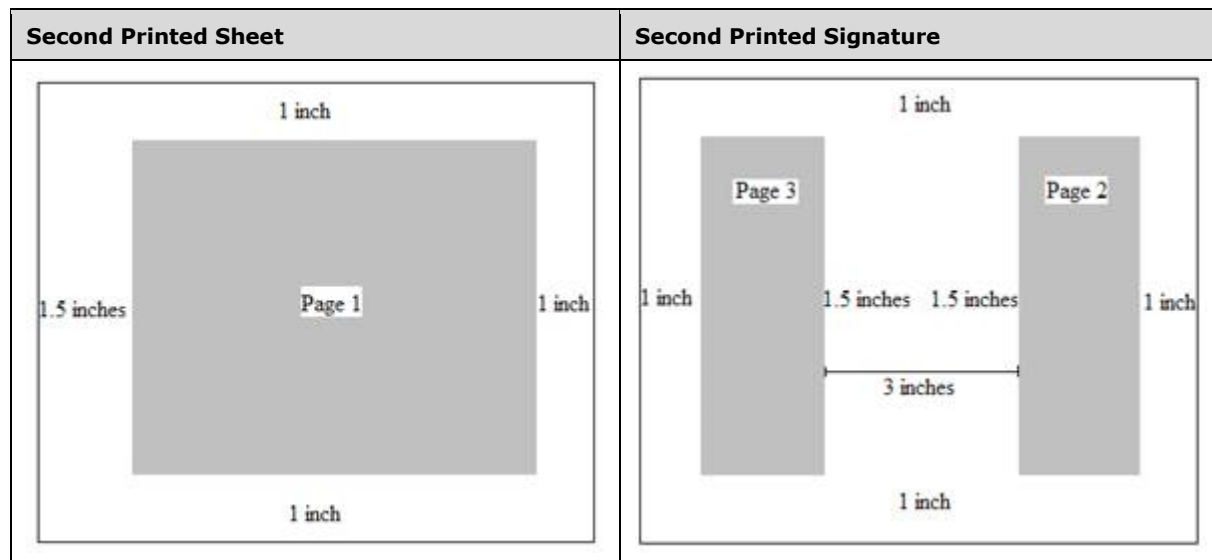 Second Printed Sheet
Second Printed Signature
1 inch
1.5 inches
Page 1
1 inch
1 inch
1 inch
Page 3
Page 2
1 inch
1.5 inches
1.5 inches
1 inch
3 inches
1 inch